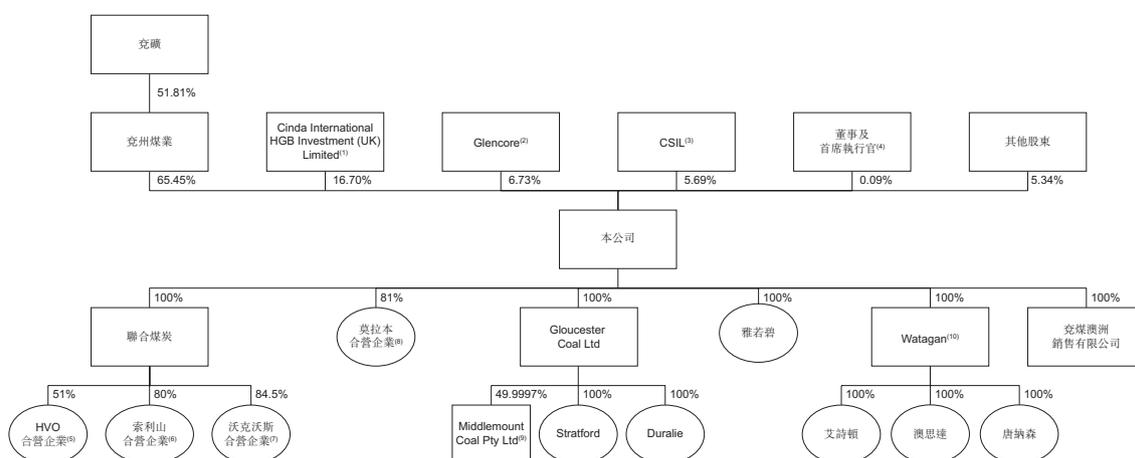 兗礦
51.81%
兗州煤業
Cinda International
HGB Investment (UK)
Limited(1)
Glencore(2)
CSIL(3)
董事及
首席執行官(4)
其他股東
65.45%
16.70%
6.73%
5.69%
0.09%
5.34%
本公司
100%
81%
100%
100%
100%
100%
聯合煤炭
莫拉本
合營企業(8)
Gloucester
Coal Ltd
雅若碧
Watagan(10)
兗煤澳洲
銷售有限公司
51%
80%
84.5%
49.9997%
100%
100%
100%
100%
100%
HVO
合營企業(5)
索利山
合營企業(6)
沃克沃斯
合營企業(7)
Middlemount
Coal Pty Ltd(9)
Stratford
Duralie
艾詩頓
澳思達
唐納森